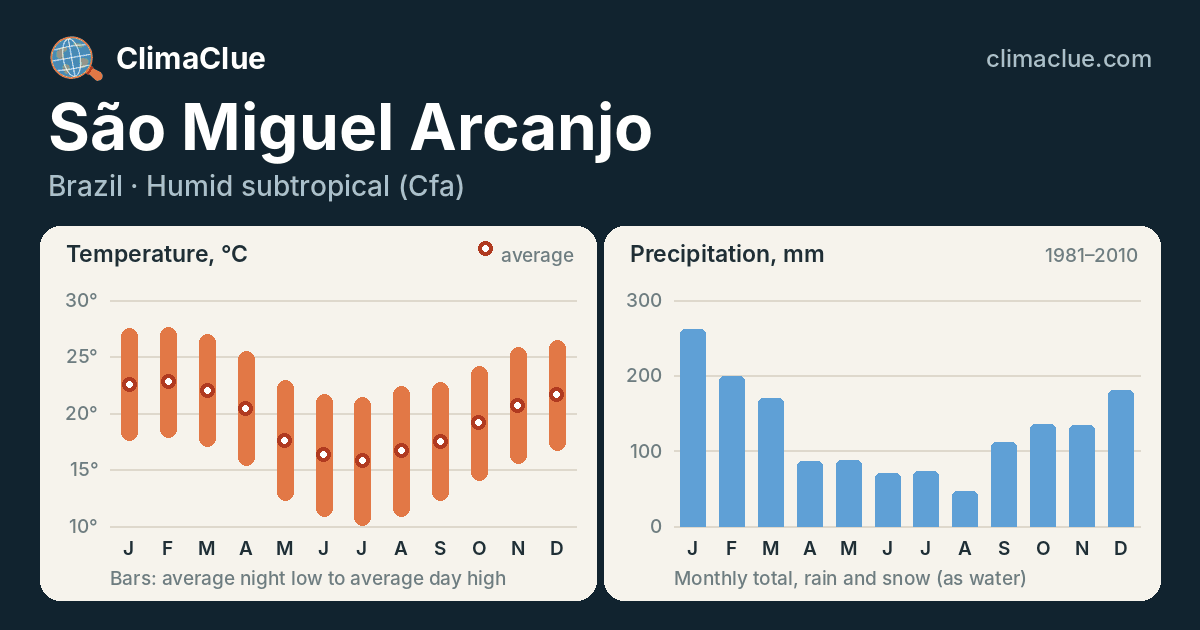 ClimaClue
climaclue.com
São Miguel Arcanjo
Brazil · Humid subtropical (Cfa)
Temperature, °C
average
30°
25°
20°
15°
10°
J F M A M J J A S O N D
Bars: average night low to average day high
Precipitation, mm
1981–2010
300
200
100
0
J F M A M J J A S O N D
Monthly total, rain and snow (as water)